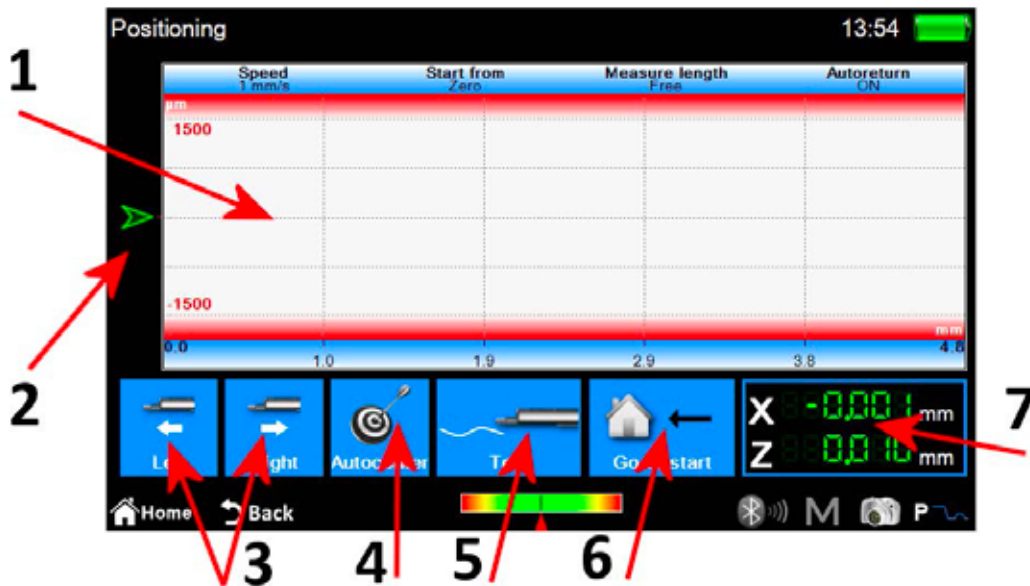 Positioning 13:54
1
Speed Start from Measure length Autoreturn
1 mm/s Zero Free ON
µm
1500
2
-1500
mm
0.0 4.8
1.0 1.9 2.9 3.8
X -0,001 mm
7
Go start
Z mm
Home Back M P
3 4 5 6